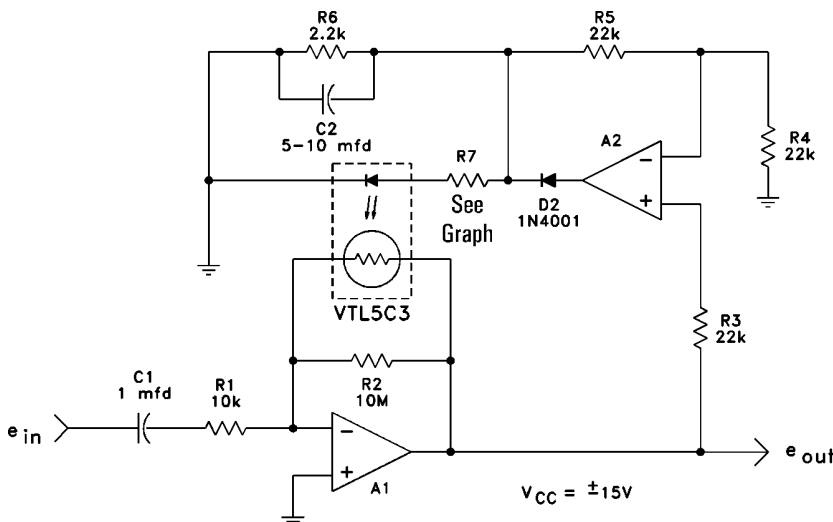 R6
2.2k
R5
22k
C2
5-10 mfd
R7
See
Graph
A2
R4
22k
D2
1N4001
−
+
VTL5C3
R3
22k
C1
1 mfd
R1
10k
R2
10M
e in
−
+
A1
e out
VCC = ±15V